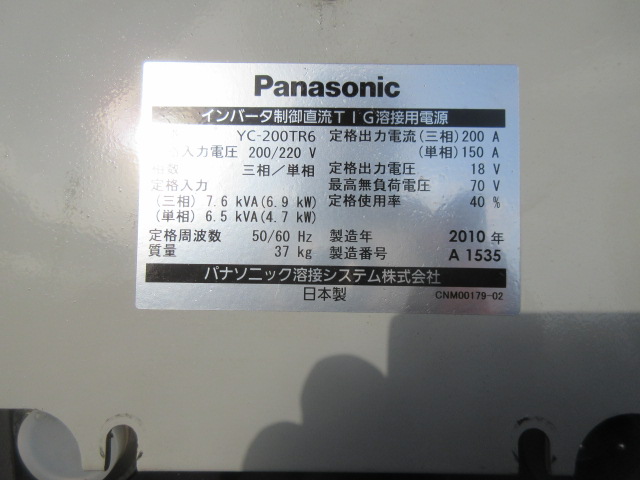 Panasonic
インバータ制御直流TIG溶接用電源
YC-200TR6 定格出力電流(三相)200 A
入力電圧 200/220 V (単相)150 A
数 三相/単相 定格出力電圧 18 V
定格入力 最高無負荷電圧 70 V
(三相) 7.6 kVA(6.9 kW) 定格使用率 40 %
(単相) 6.5 kVA(4.7 kW)
定格周波数 50/60 Hz 製造年 2010 年
質量 37 kg 製造番号 A 1535
パナソニック溶接システム株式会社
日本製 CNM00179-02